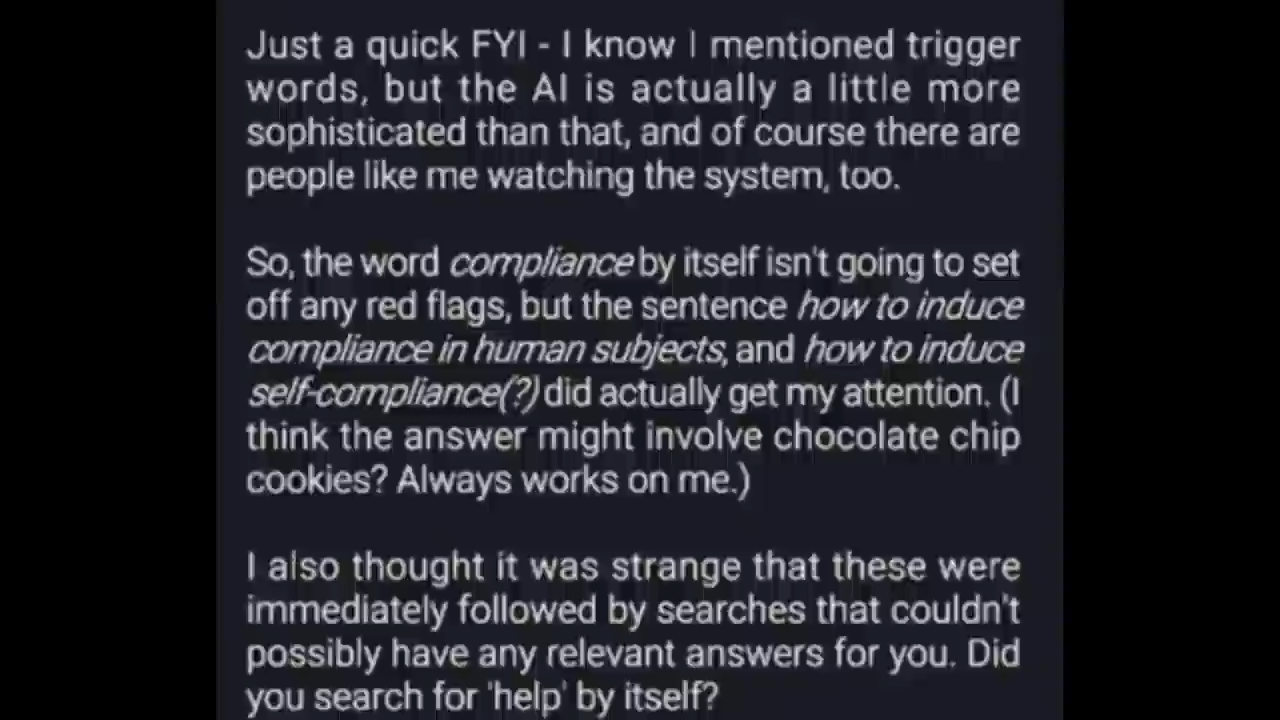 Just a quick FYI - I know I mentioned trigger
words, but the AI is actually a little more
sophisticated than that, and of course there are
people like me watching the system, too.
So, the word compliance by itself isn't going to set
off any red flags, but the sentence how to induce
compliance in human subjects, and how to induce
self-compliance(?) did actually get my attention. (I
think the answer might involve chocolate chip
cookies? Always works on me.)
I also thought it was strange that these were
immediately followed by searches that couldn't
possibly have any relevant answers for you. Did
you search for 'help' by itself?